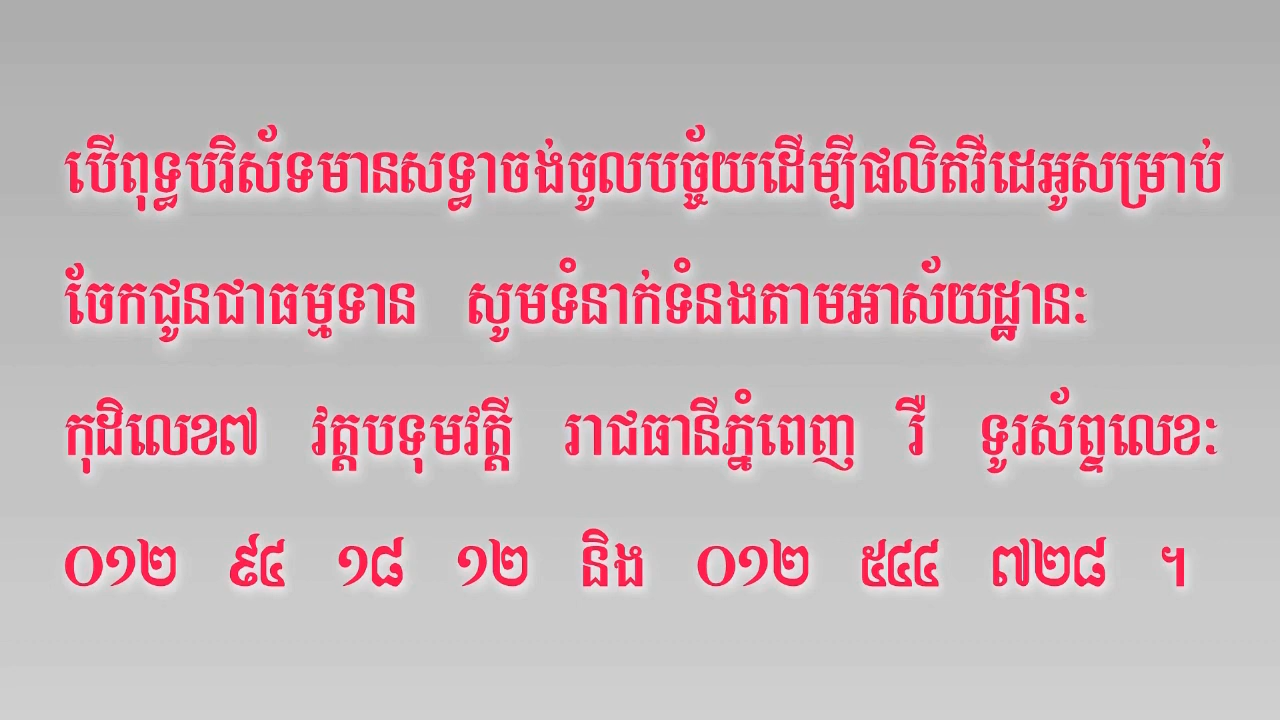 បើពុទ្ធបរិស័ទមានសទ្ធាចង់ចូលបច្ច័យដើម្បីផលិតវីដេអូសម្រាប់
ចែកជូនជាធម្មទាន សូមទំនាក់ទំនងតាមអាស័យដ្ឋានៈ
កុដិលេខ៧ វត្តបទុមវត្តី រាជធានីភ្នំពេញ រឺ ទូរស័ព្ទលេខៈ
០១២ ៩៤ ១៨ ១២ និង ០១២ ៥៤៤ ៧២៨ ។